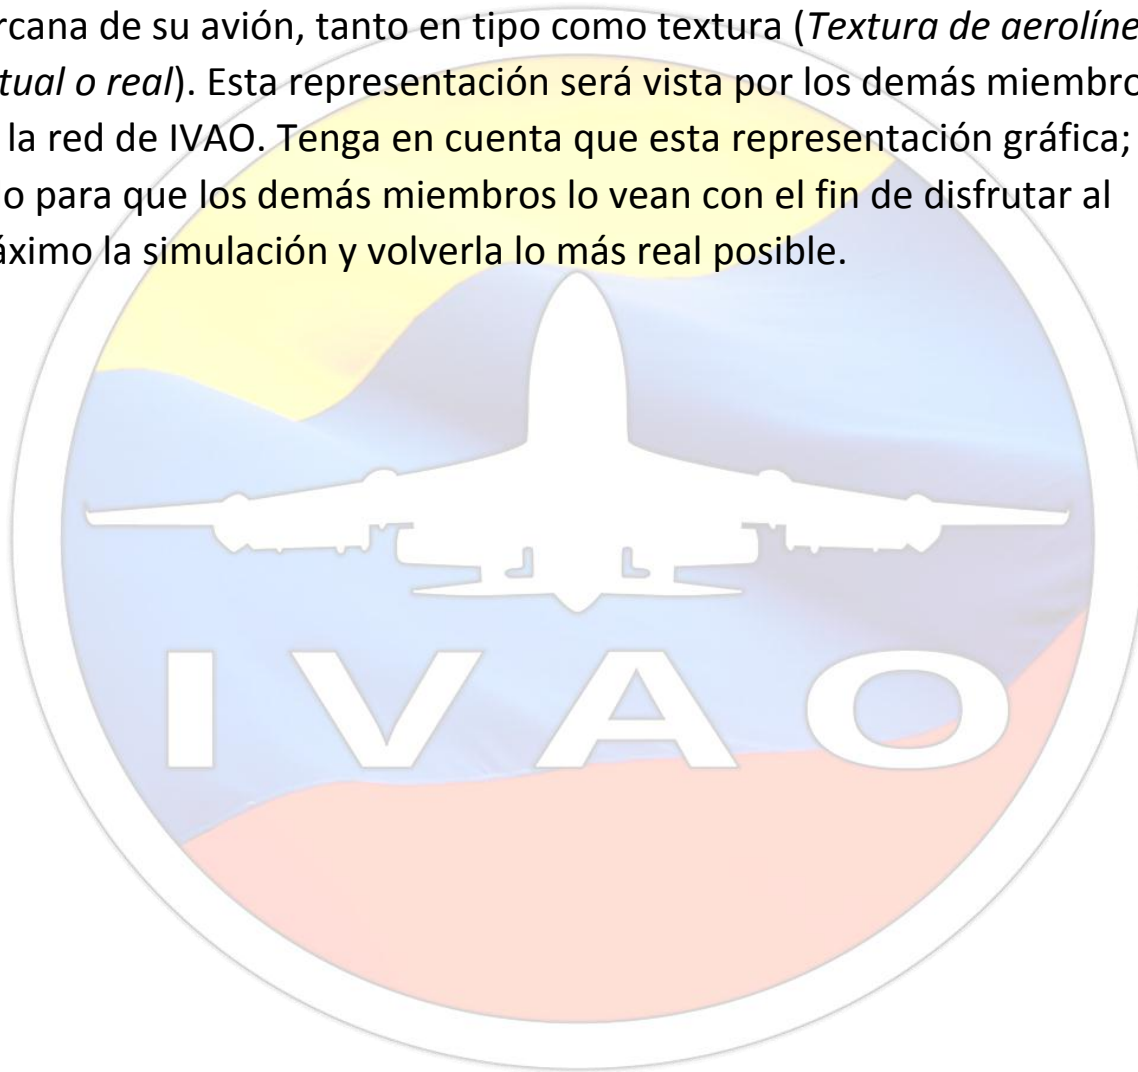 rcana de su avión, tanto en tipo como textura (Textura de aerolíne
tual o real). Esta representación será vista por los demás miembro
la red de IVAO. Tenga en cuenta que esta representación gráfica;
o para que los demás miembros lo vean con el fin de disfrutar al
áximo la simulación y volverla lo más real posible.
IVAO